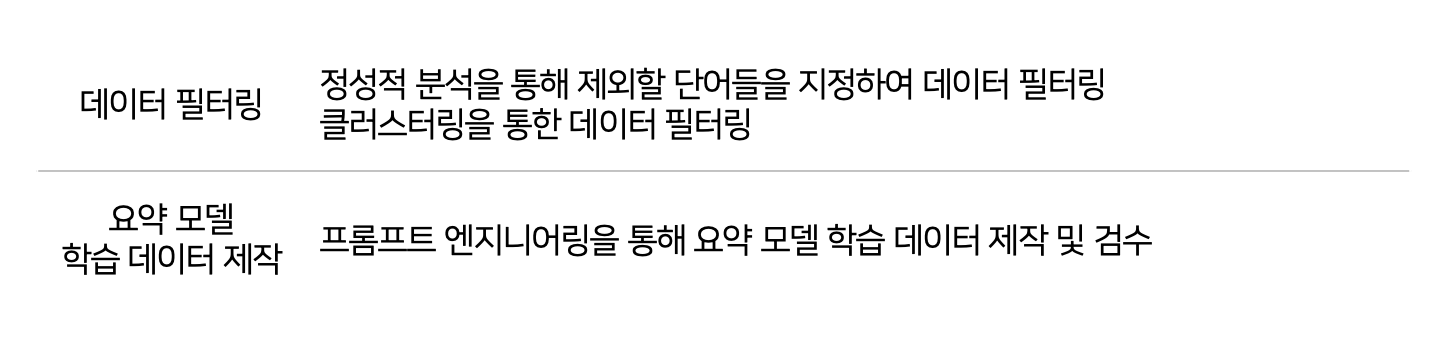 데이터 필터링
정성적 분석을 통해 제외할 단어들을 지정하여 데이터 필터링
클러스터링을 통한 데이터 필터링
요약 모델
학습 데이터 제작
프롬프트 엔지니어링을 통해 요약 모델 학습 데이터 제작 및 검수